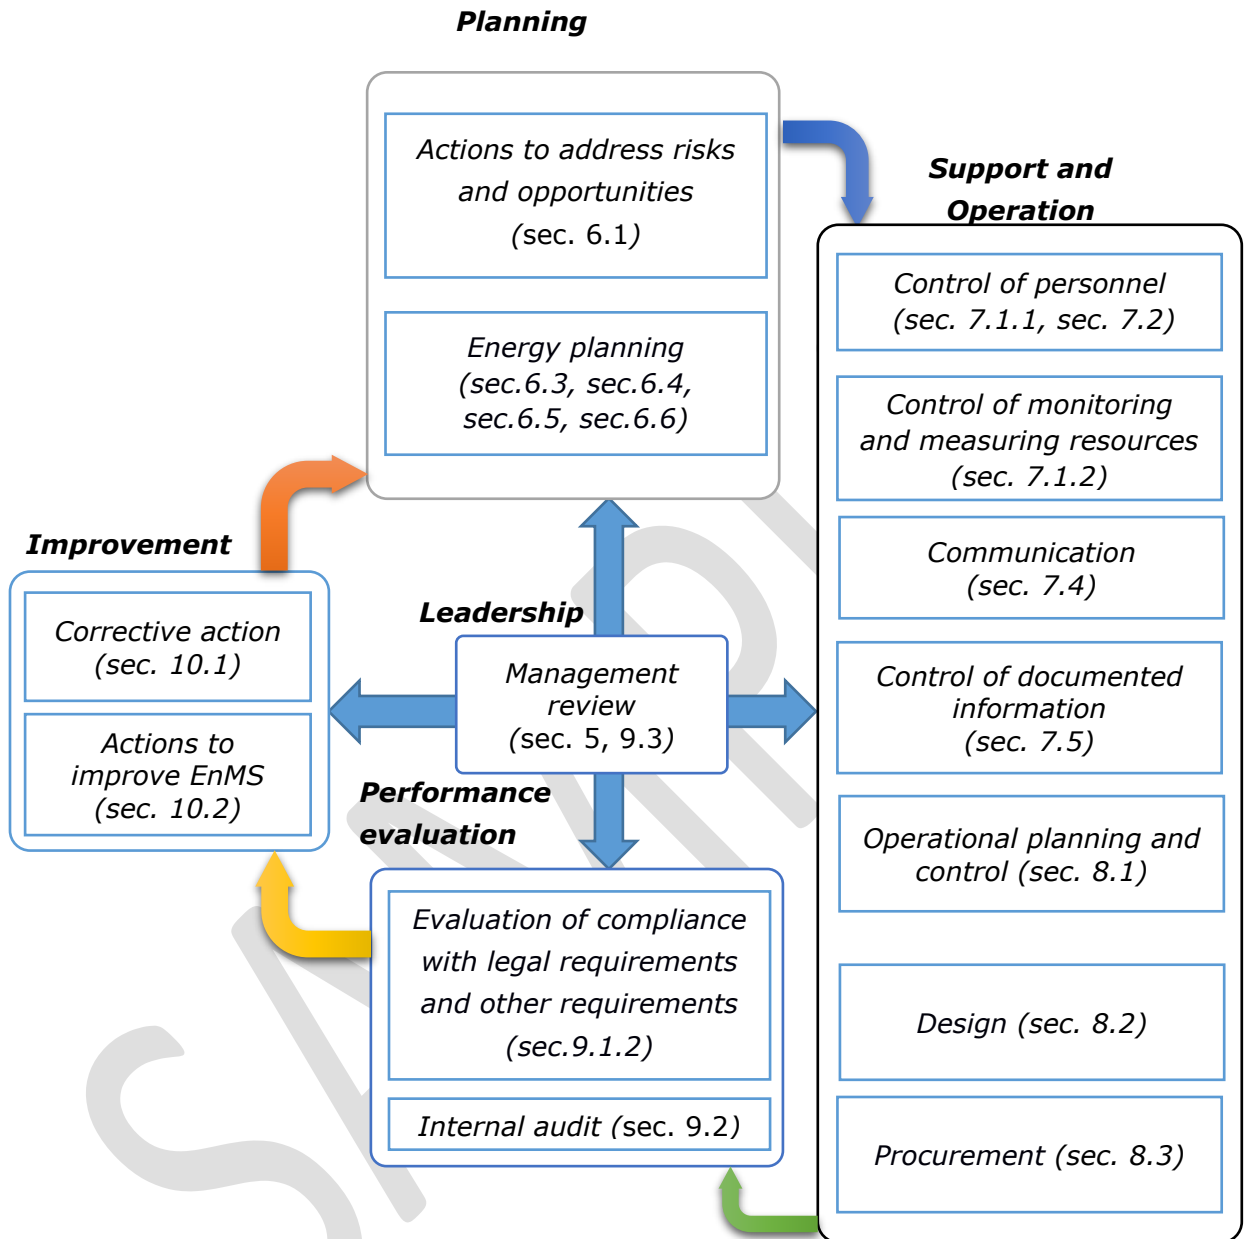 Planning
Actions to address risks
and opportunities
(sec. 6.1)
Energy planning
(sec.6.3, sec.6.4,
sec.6.5, sec.6.6)
Support and
Operation
Control of personnel
(sec. 7.1.1, sec. 7.2)
Control of monitoring
and measuring resources
(sec. 7.1.2)
Communication
(sec. 7.4)
Control of documented
information
(sec. 7.5)
Operational planning and
control (sec. 8.1)
Design (sec. 8.2)
Procurement (sec. 8.3)
Improvement
Corrective action
(sec. 10.1)
Actions to
improve EnMS
(sec. 10.2)
Leadership
Management
review
(sec. 5, 9.3)
Performance
evaluation
Evaluation of compliance
with legal requirements
and other requirements
(sec.9.1.2)
Internal audit (sec. 9.2)